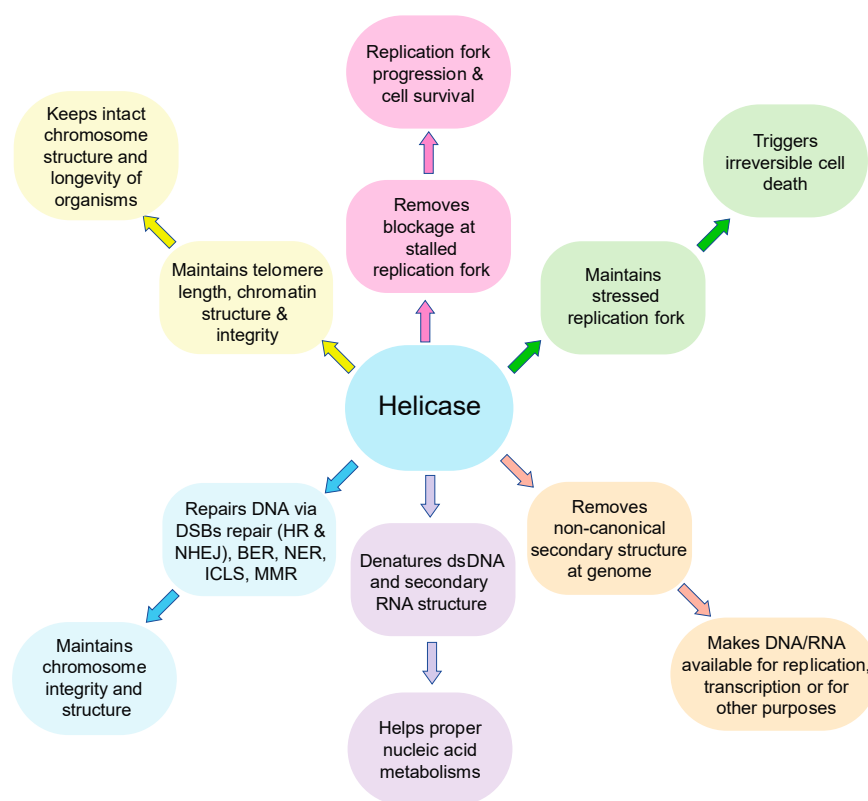 Replication fork
progression &
cell survival
Keeps intact
chromosome
structure and
longevity of
organisms
Triggers
irreversible cell
death
Removes
blockage at
stalled
replication fork
Maintains telomere
length, chromatin
structure &
integrity
Maintains
stressed
replication fork
Helicase
Repairs DNA via
DSBs repair (HR &
NHEJ), BER, NER,
ICLS, MMR
Denatures dsDNA
and secondary
RNA structure
Removes
non-canonical
secondary structure
at genome
Maintains
chromosome
integrity and
structure
Helps proper
nucleic acid
metabolisms
Makes DNA/RNA
available for replication,
transcription or for
other purposes